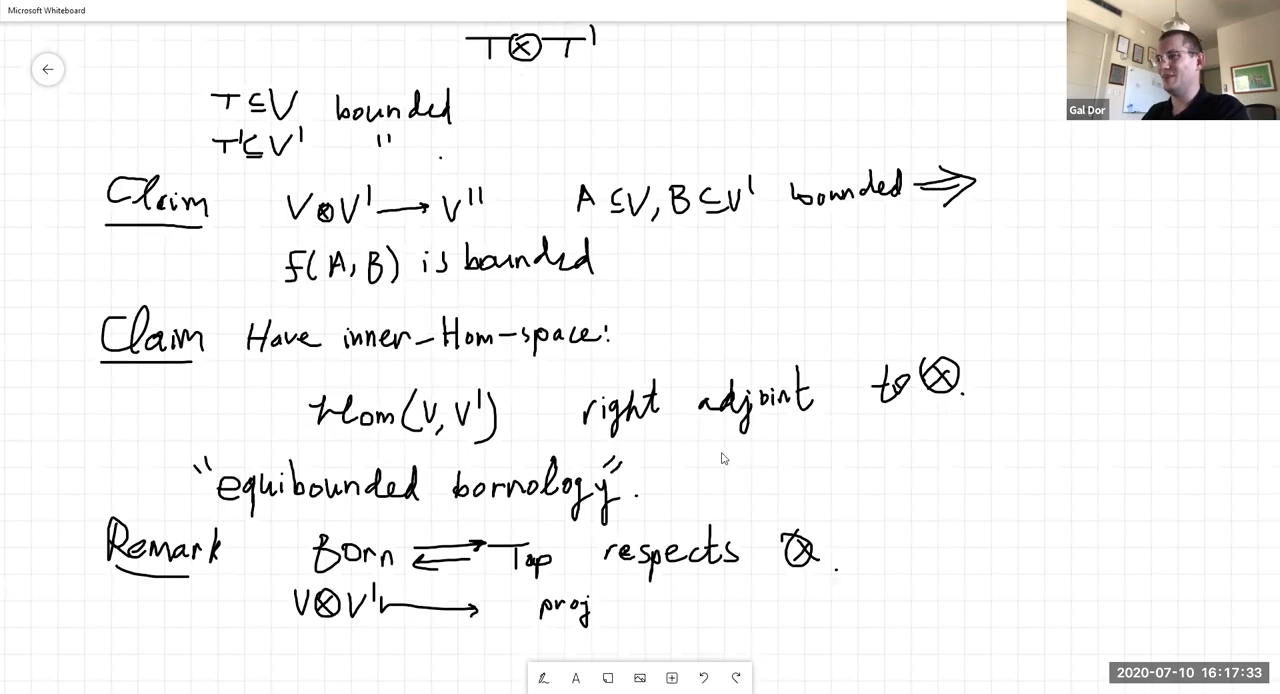 Microsoft Whiteboard
T⊗T'
T⊆V bounded
T'⊆V' "
Claim V⊗V' → V'' A⊆V, B⊆V' bounded ⇒
f(A, B) is bounded
Claim Have inner-Hom-space:
Hom(V, V') right adjoint to ⊗.
"equibounded bornology".
Remark Born ⇄ Top respects ⊗.
V⊗V' ↦ proj
Gal Dor
A
2020-07-10 16:17:33